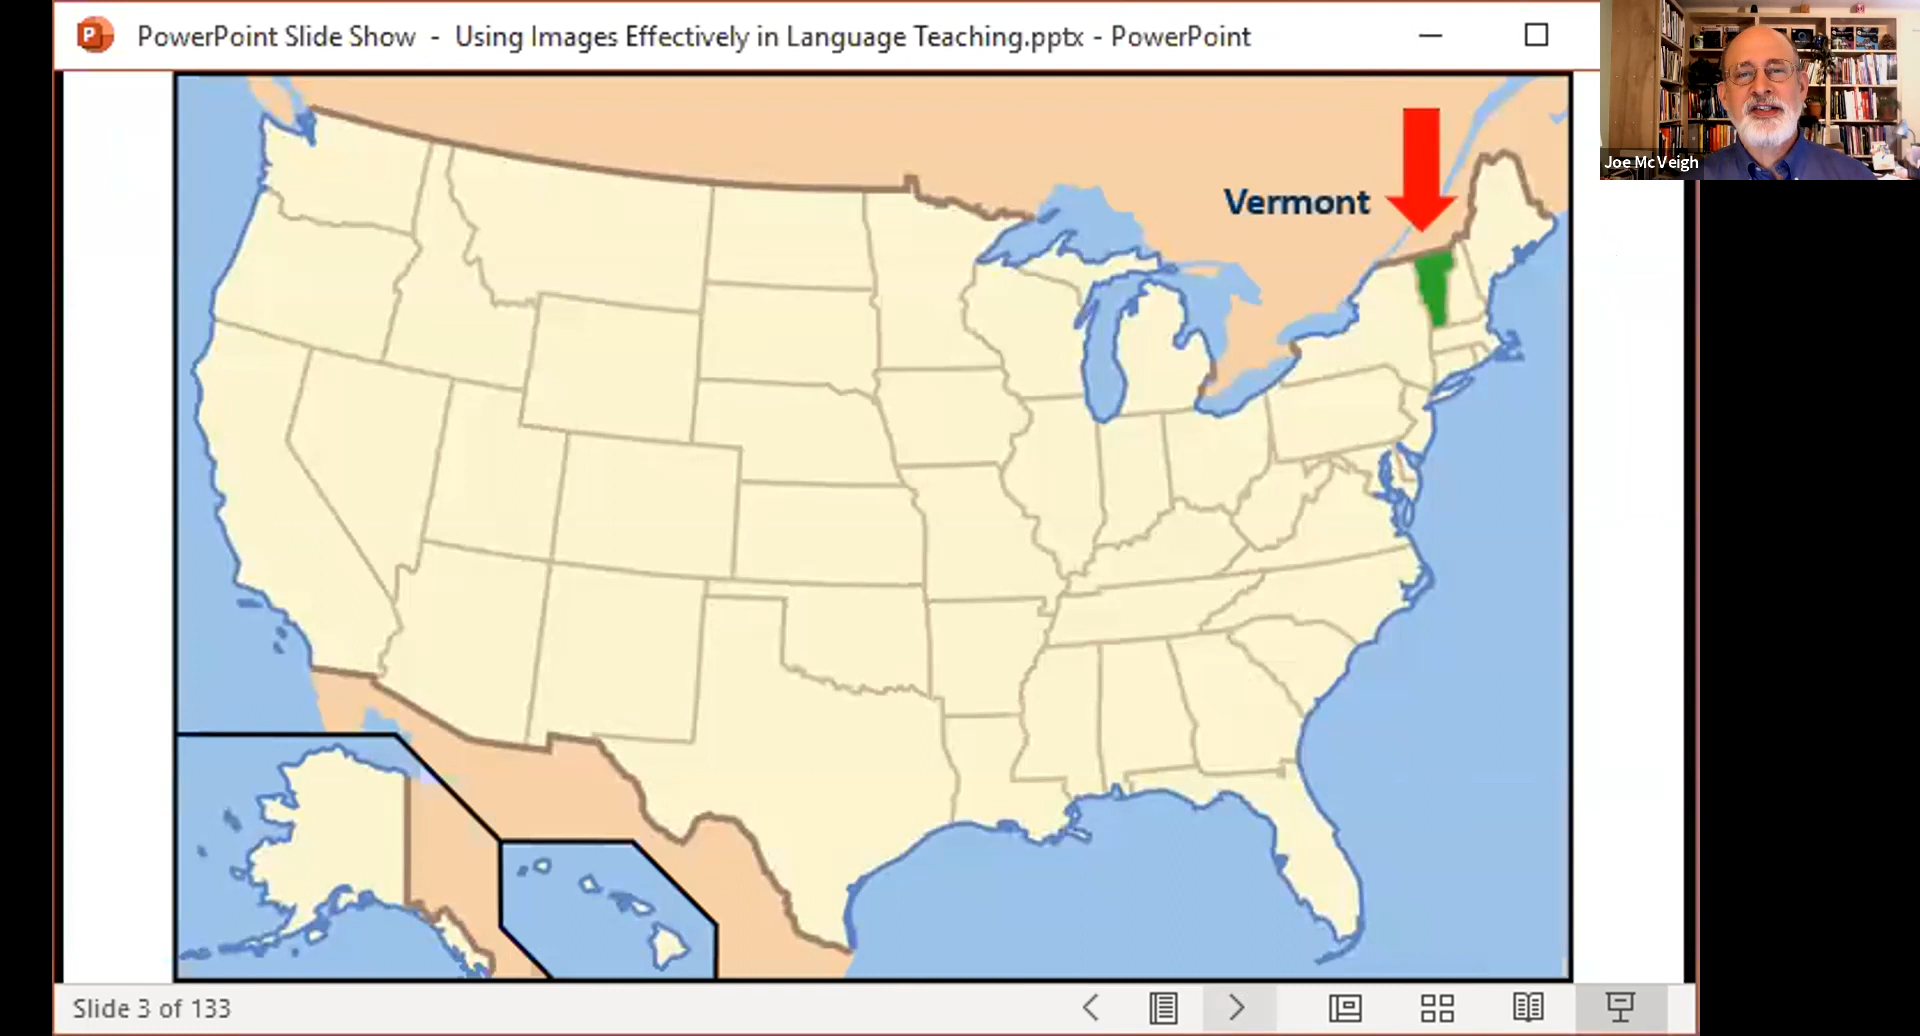 P PowerPoint Slide Show - Using Images Effectively in Language Teaching.pptx - PowerPoint
Joe McVeigh
Vermont
Slide 3 of 133